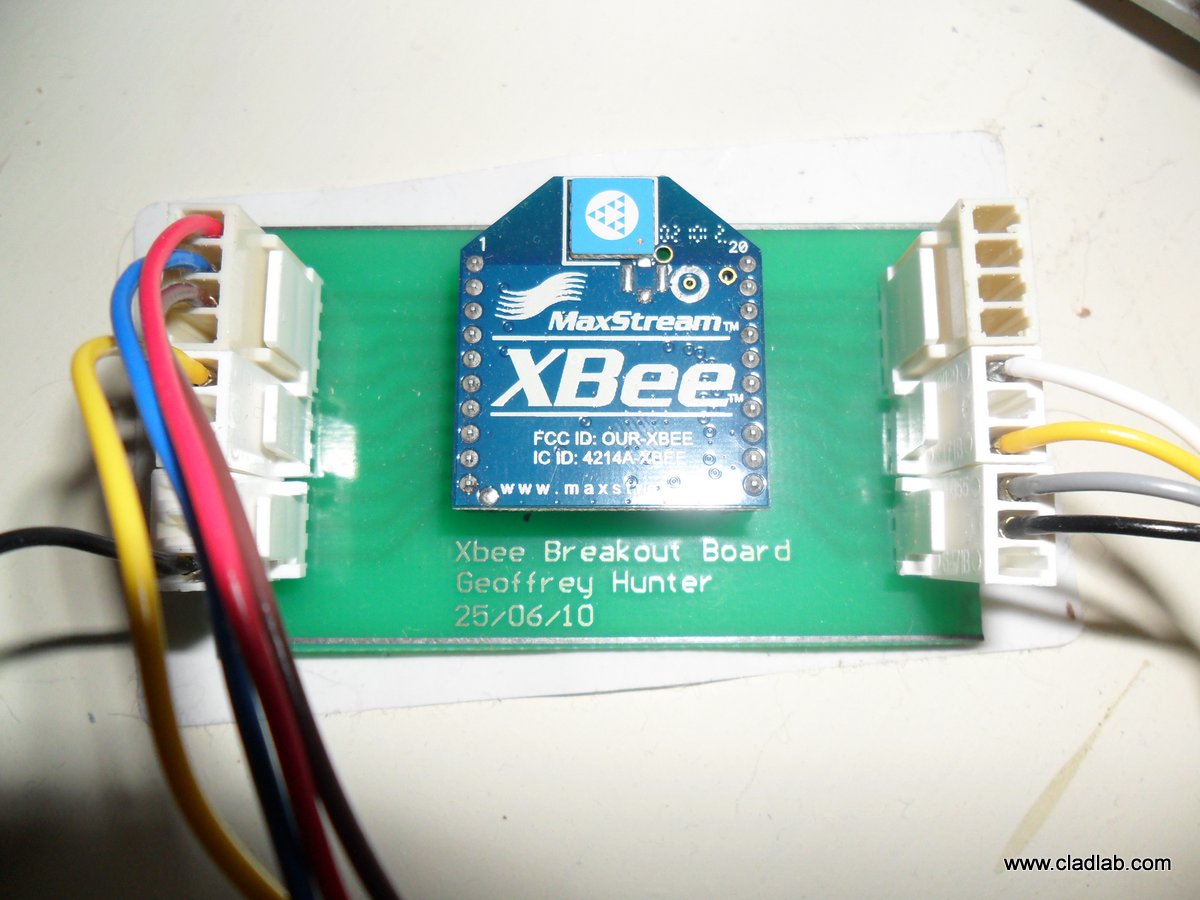 1
20
MaxStream™
XBee™
FCC ID: OUR-XBEE
IC ID: 4214A-XBEE
www.maxst
Xbee Breakout Board
Geoffrey Hunter
25/06/10
www.cladlab.com